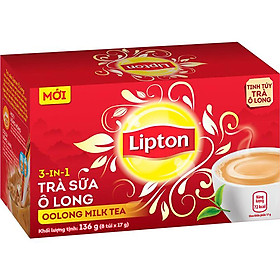 MỚI
TINH TÚY
TRÀ
Ô LONG
Lipton
3-IN-1
TRÀ SỮA
Ô LONG
OOLONG MILK TEA
Khối lượng tịnh: 136 g (8 túi x 17 g)